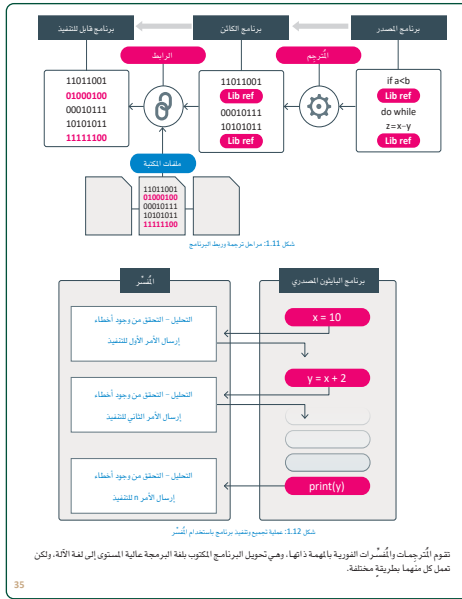 برنامج المصدر
برنامج الكائن
برنامج قابل للتنفيذ
المُترجِم
الرابط
if a<b
Lib ref
do while
z=x-y
Lib ref
11011001
Lib ref
00010111
10101011
Lib ref
11011001
01000100
00010111
10101011
11111100
ملفات المكتبة
11011001
01000100
00010111
10101011
11111100
شكل 1.11: مراحل ترجمة وربط البرنامج
برنامج البايثون المصدري
المُفسِّر
x = 10
التحليل – التحقق من وجود أخطاء
إرسال الأمر الأول للتنفيذ
y = x + 2
التحليل – التحقق من وجود أخطاء
إرسال الأمر الثاني للتنفيذ
print(y)
التحليل – التحقق من وجود أخطاء
إرسال الأمر n للتنفيذ
شكل 1.12: عملية تجميع وتنفيذ برنامج باستخدام المُفسِّر
تقوم المُترجِمات والمُفسِّرات الفورية بالمهمة ذاتها، وهي تحويل البرنامج المكتوب بلغة البرمجة عالية المستوى إلى لغة الآلة، ولكن
تعمل كل منهما بطريقةٍ مختلفة.
35